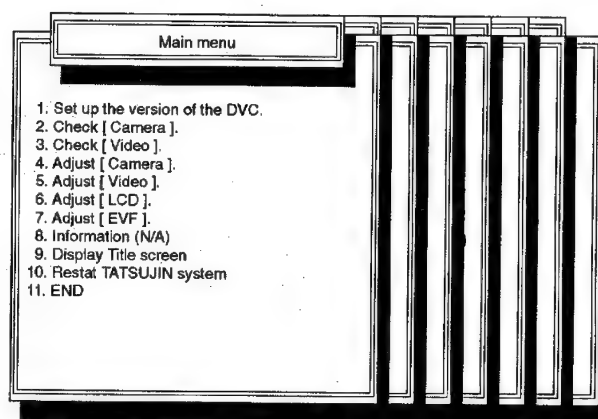 Main menu
1. Set up the version of the DVC.
2. Check [ Camera ].
3. Check [ Video ].
4. Adjust [ Camera ].
5. Adjust [ Video ].
6. Adjust [ LCD ].
7. Adjust [ EVF ].
8. Information (N/A)
9. Display Title screen
10. Restat TATSUJIN system
11. END